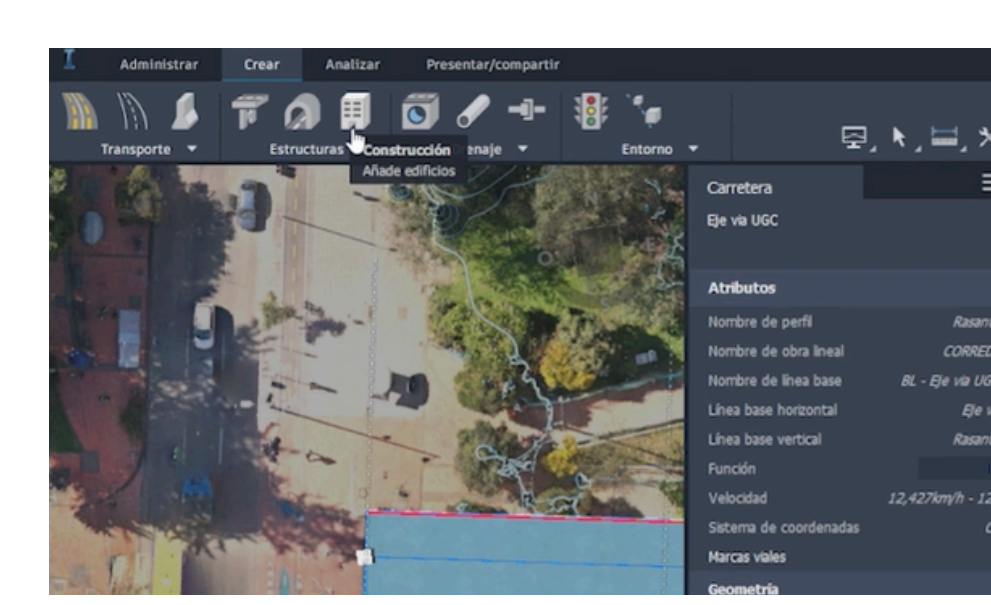 Administrar Crear Analizar Presentar/compartir
Transporte Estructuras enaje Entorno
Construcción
Añade edificios
Carretera
Eje via UGC
Atributos
Nombre de perfil Rasant
Nombre de obra lineal CORRED
Nombre de línea base BL - Eje via UG
Línea base horizontal Eje v
Línea base vertical Rasant
Función
Velocidad 12,427km/h - 12
Sistema de coordenadas
Marcas viales
Geometría